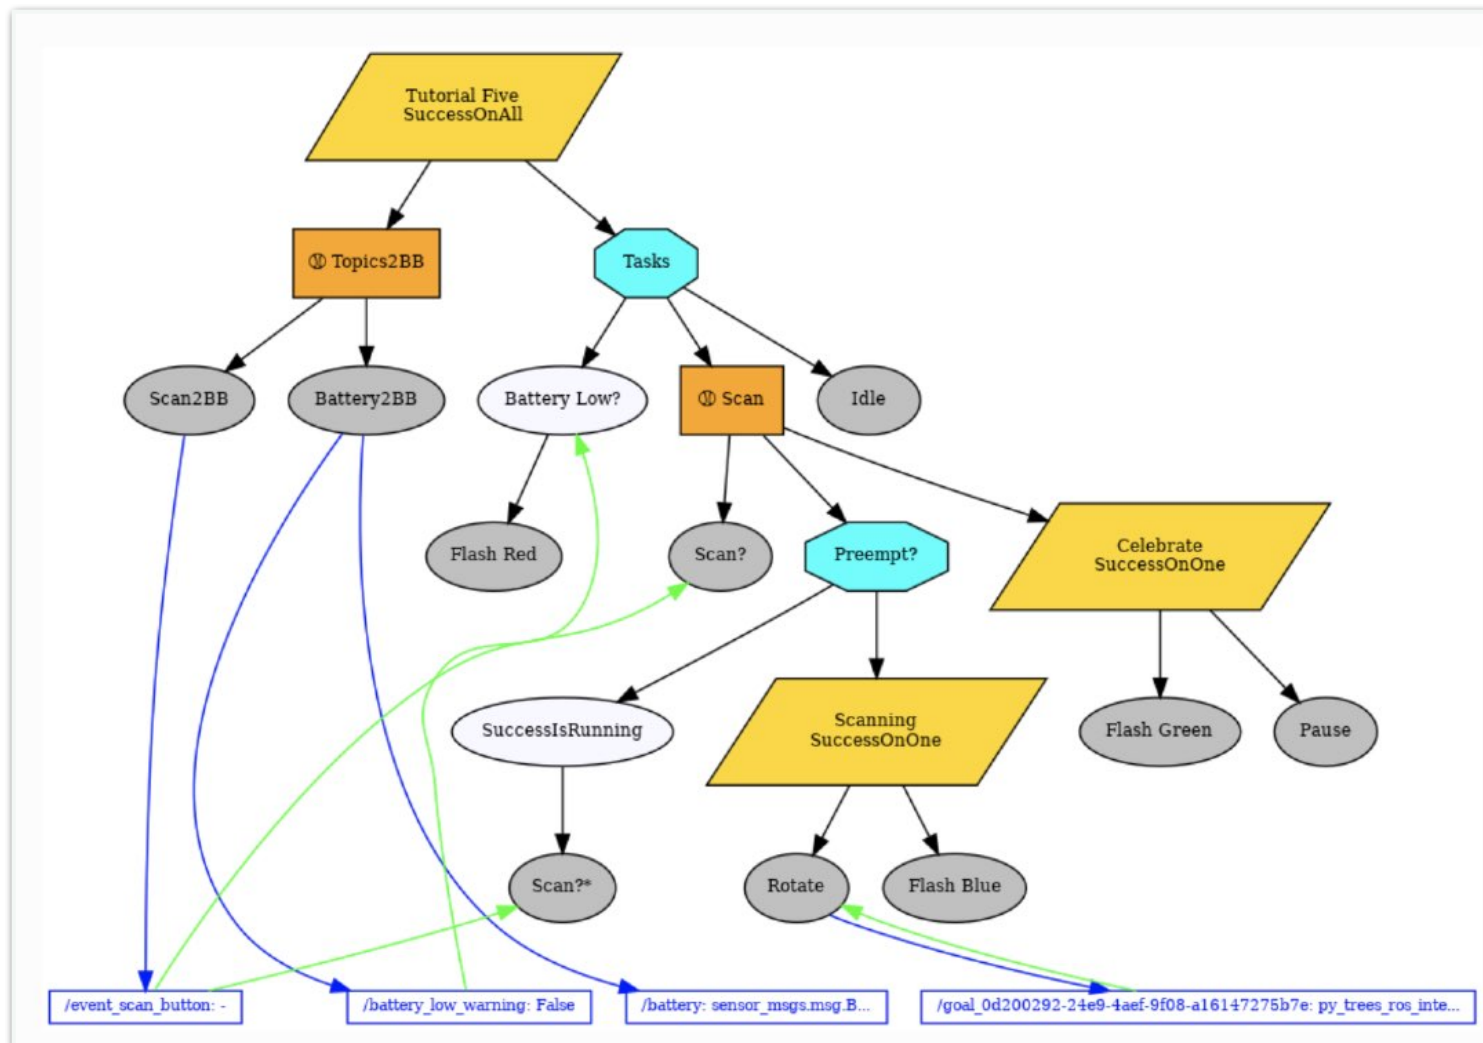 Tutorial Five
SuccessOnAll
Topics2BB
Tasks
Scan2BB
Battery2BB
Battery Low?
Scan
Idle
Flash Red
Scan?
Preempt?
Celebrate
SuccessOnOne
SuccessIsRunning
Scanning
SuccessOnOne
Flash Green
Pause
Scan?*
Rotate
Flash Blue
/event_scan_button: -
/battery_low_warning: False
/battery: sensor_msgs.msg.B...
/goal_0d200292-24e9-4aef-9f08-a16147275b7e: py_trees_ros_inte...